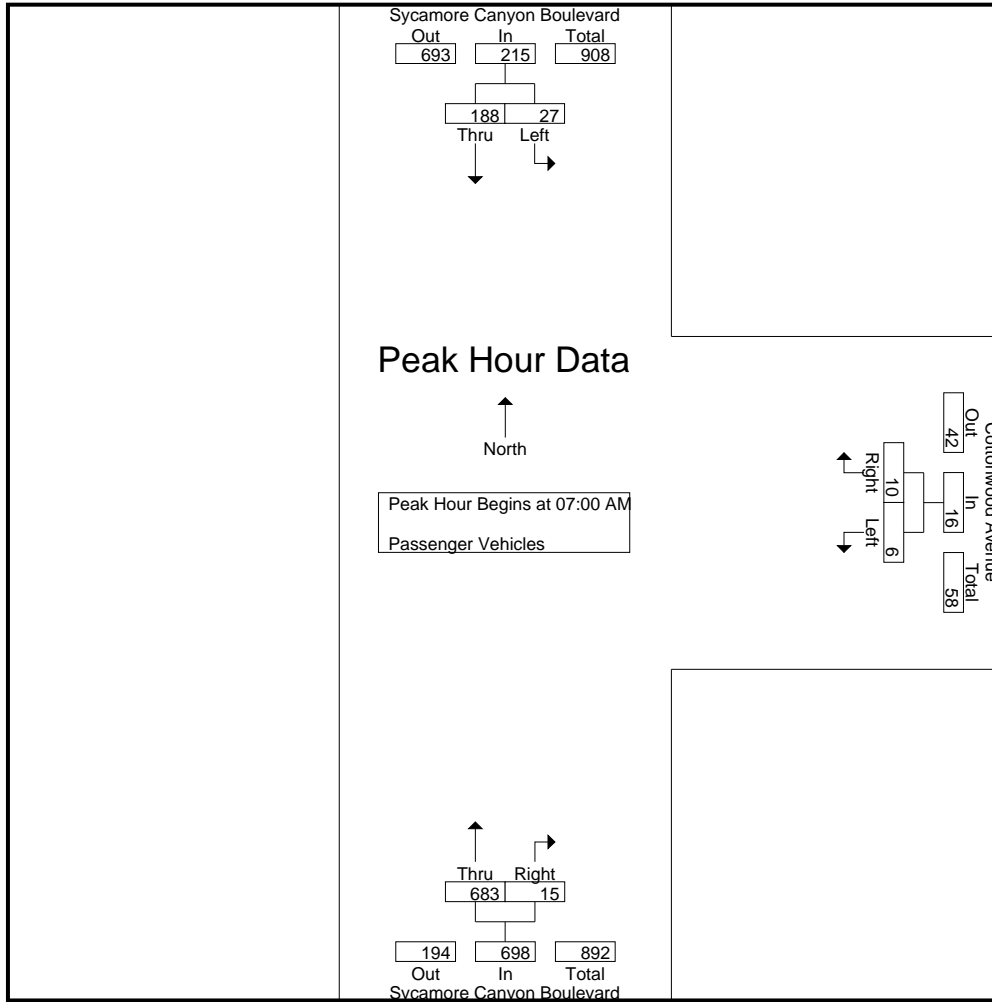 Sycamore Canyon Boulevard
Out In Total
693 215 908
188 27
Thru Left
Peak Hour Data
North
Peak Hour Begins at 07:00 AM
Passenger Vehicles
Cottonwood Avenue
Out In Total
42 16 58
10 6
Right Left
Thru Right
683 15
194 698 892
Out In Total
Sycamore Canyon Boulevard